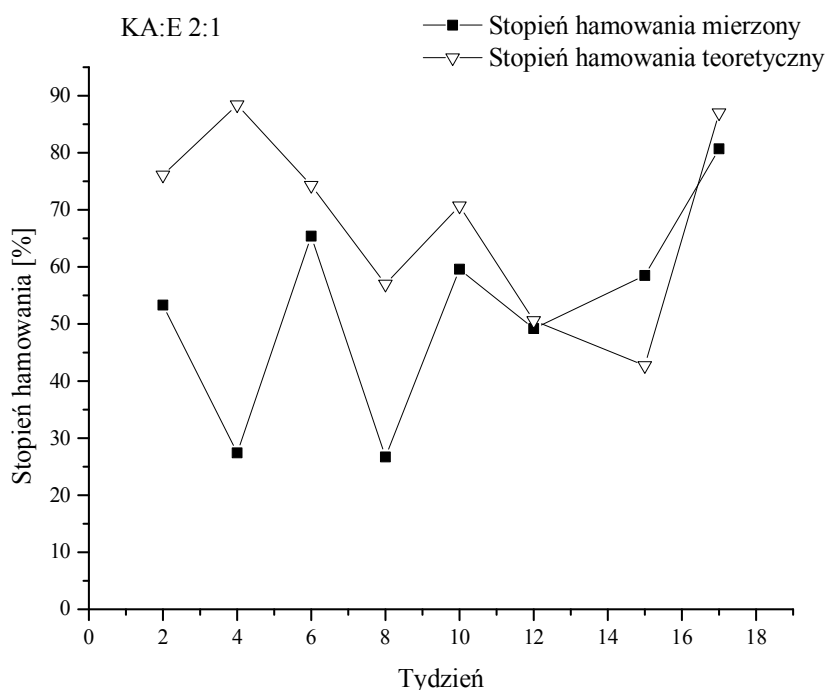 KA:E 2:1
Stopień hamowania mierzony
Stopień hamowania teoretyczny
Stopień hamowania [%]
90
80
70
60
50
40
30
20
10
0
0 2 4 6 8 10 12 14 16 18
Tydzień